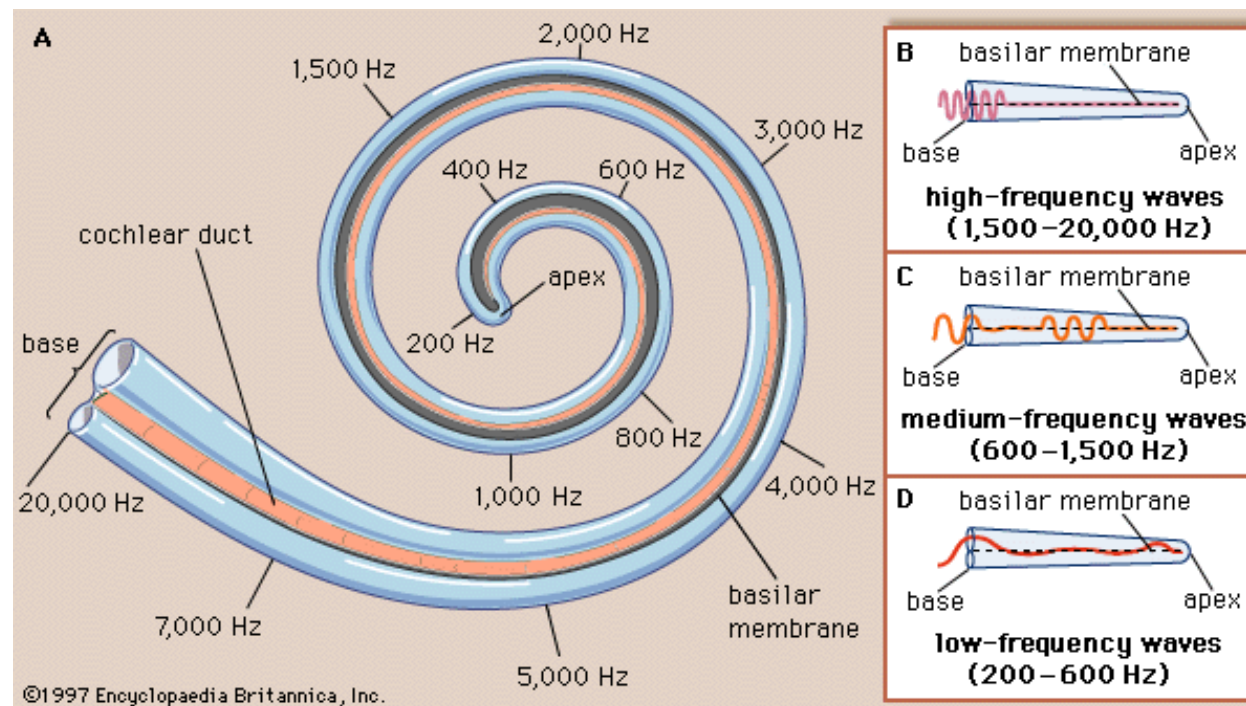 A
2,000 Hz
1,500 Hz
3,000 Hz
400 Hz
600 Hz
cochlear duct
apex
200 Hz
base
800 Hz
20,000 Hz
1,000 Hz
4,000 Hz
7,000 Hz
basilar
membrane
5,000 Hz
©1997 Encyclopaedia Britannica, Inc.
B
basilar membrane
base
apex
high-frequency waves
(1,500–20,000 Hz)
C
basilar membrane
base
apex
medium-frequency waves
(600–1,500 Hz)
D
basilar membrane
base
apex
low-frequency waves
(200–600 Hz)